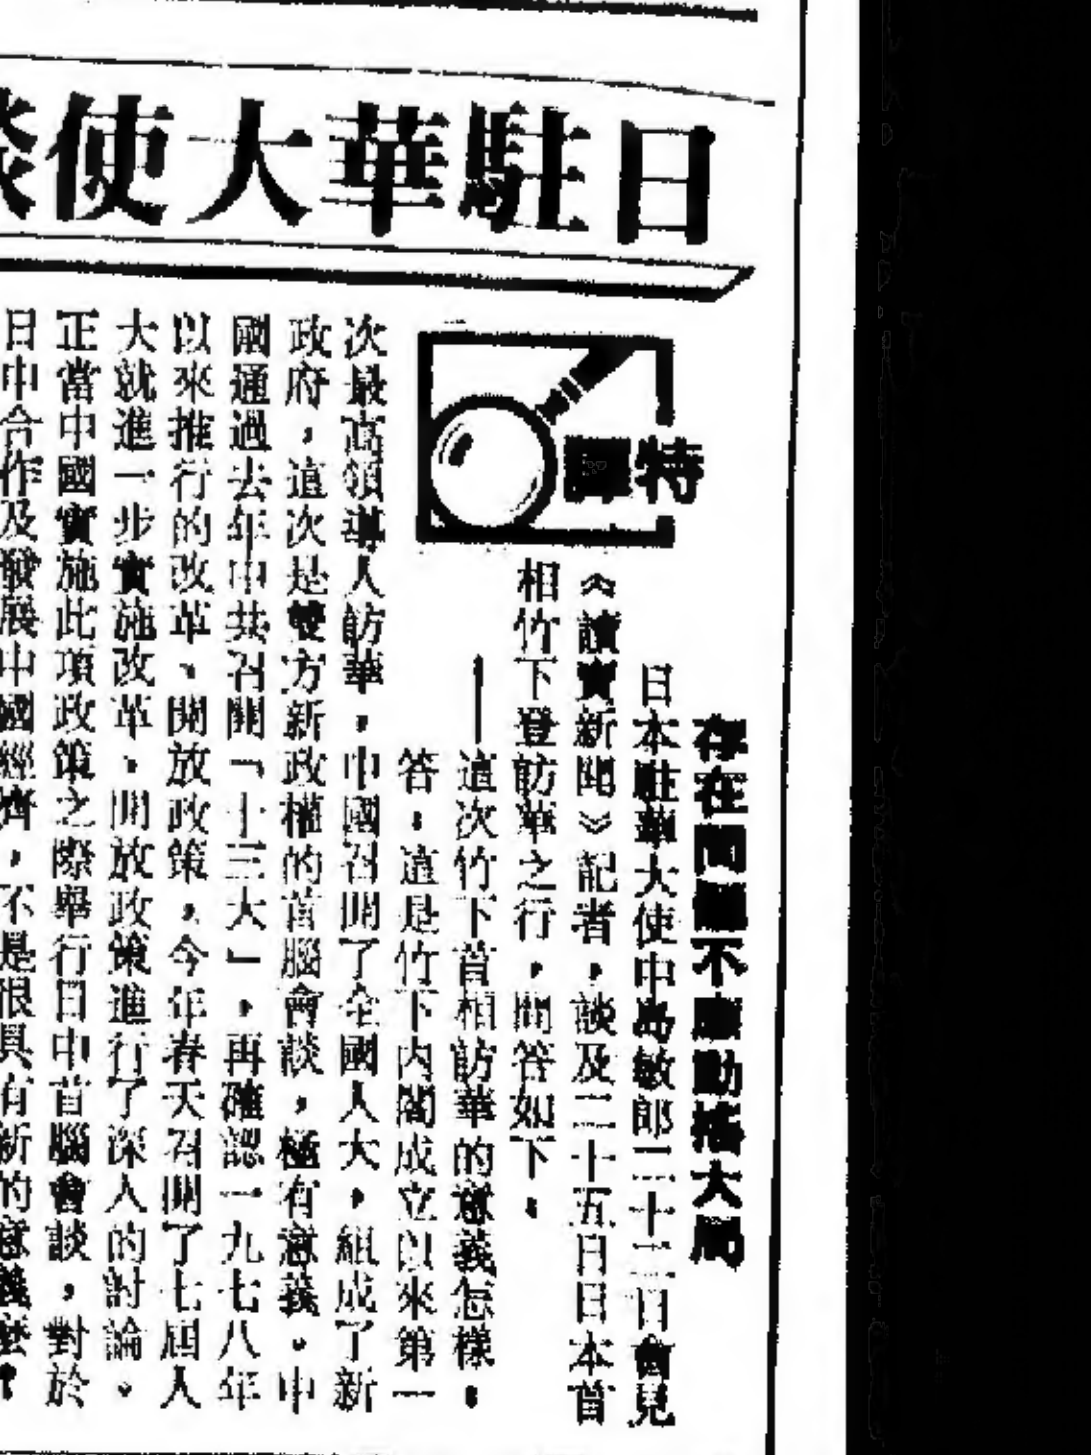 日駐華大使談
特譯
存在問題不應動搖大局
日本駐華大使中島敏郎二十二日會見
《讀賣新聞》記者，談及二十五日日本首
相竹下登訪華之行，問答如下。
——這次竹下首相訪華的意義怎樣。
答：這是竹下內閣成立以來第一
次最高領導人訪華，中國召開了全國人大，組成了新
政府，這次是雙方新政權的首腦會談，極有意義。中
國通過去年中共召開「十三大」，再確認一九七八年
以來推行的改革、開放政策，今年春天召開了七屆人
大就進一步實施改革、開放政策進行了深入的討論。
正當中國實施此項政策之際舉行日中首腦會談，對於
日中合作及發展中國經濟，不是很具有新的意義麼？